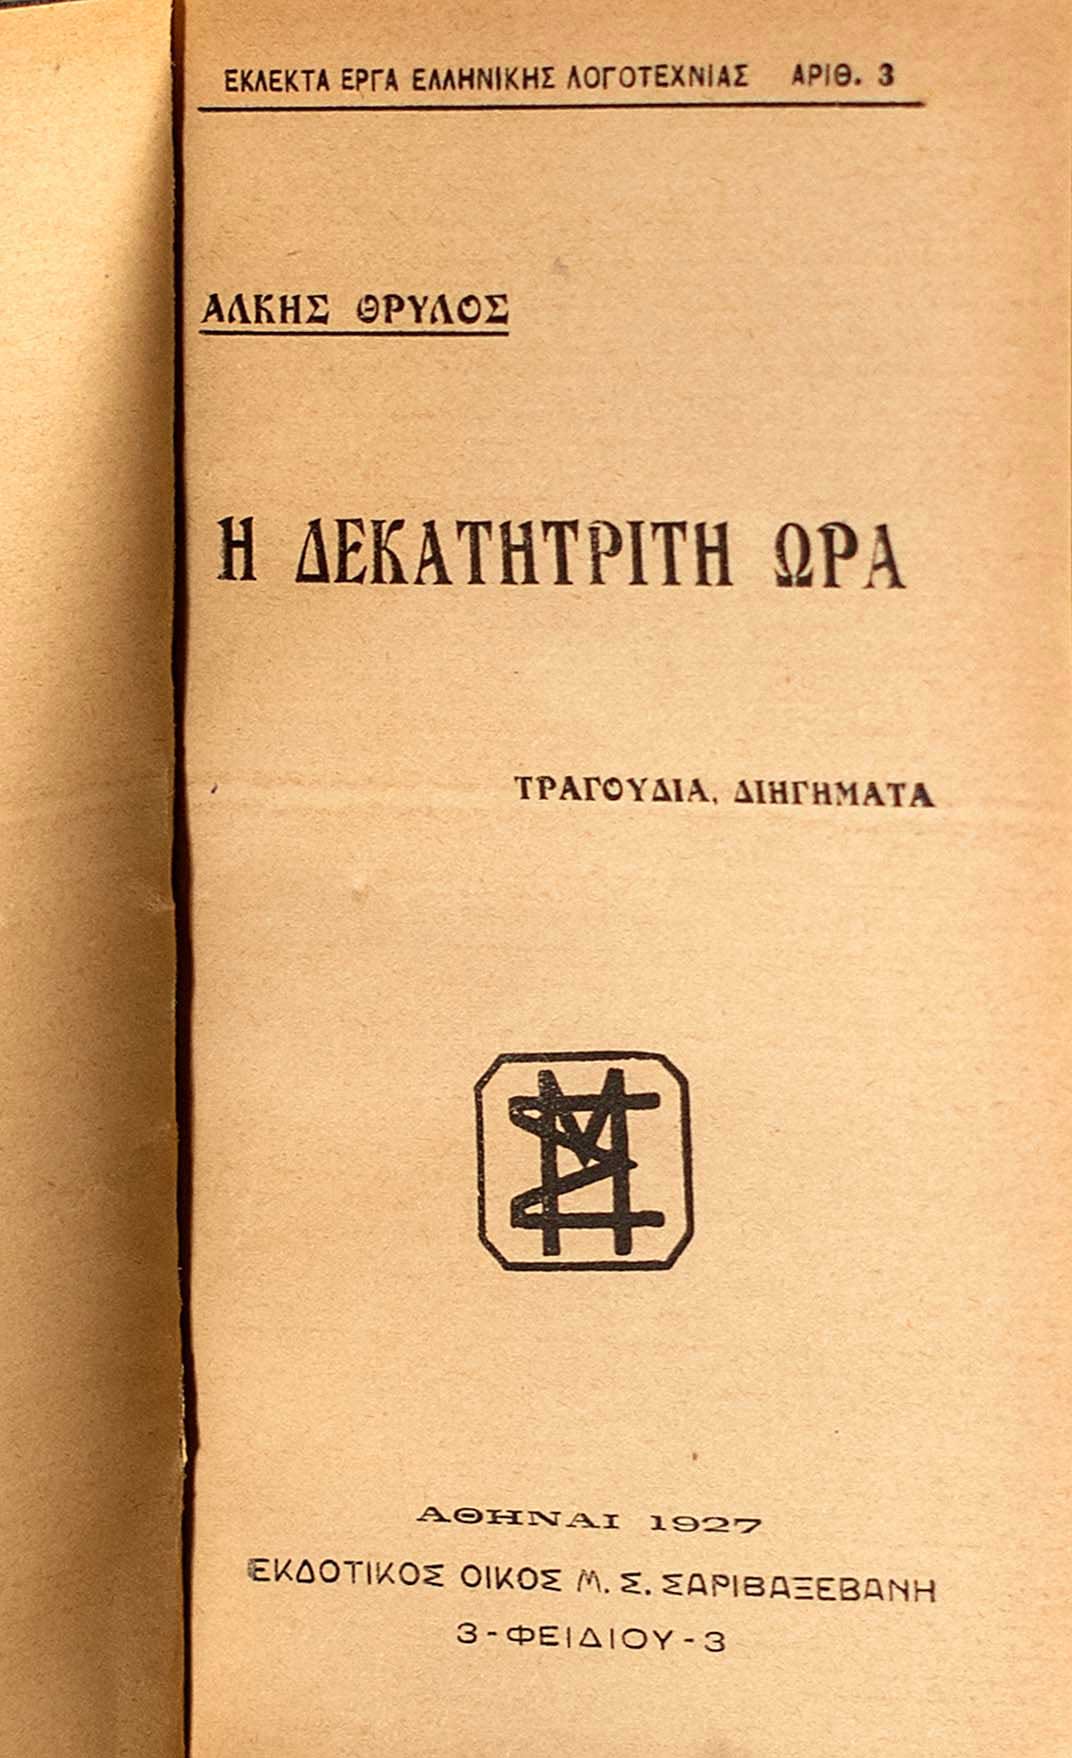 ΕΚΛΕΚΤΑ ΕΡΓΑ ΕΛΛΗΝΙΚΗΣ ΛΟΓΟΤΕΧΝΙΑΣ ΑΡΙΘ. 3
ΑΛΚΗΣ ΘΡΥΛΟΣ
Η ΔΕΚΑΤΗΤΡΙΤΗ ΩΡΑ
ΤΡΑΓΟΥΔΙΑ, ΔΙΗΓΗΜΑΤΑ
ΑΘΗΝΑΙ 1927
ΕΚΔΟΤΙΚΟΣ ΟΙΚΟΣ Μ. Σ. ΣΑΡΙΒΑΞΕΒΑΝΗ
3-ΦΕΙΔΙΟΥ-3